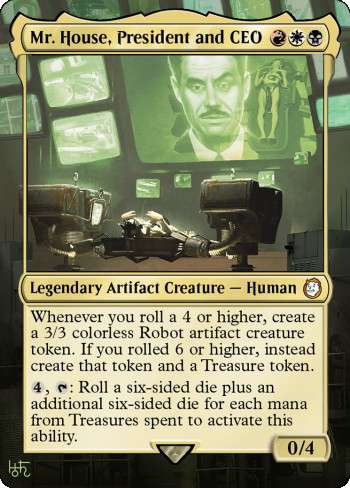 Mr. House, President and CEO
Legendary Artifact Creature — Human
Whenever you roll a 4 or higher, create
a 3/3 colorless Robot artifact creature
token. If you rolled 6 or higher, instead
create that token and a Treasure token.
4, T: Roll a six-sided die plus an
additional six-sided die for each mana
from Treasures spent to activate this
ability.
0/4